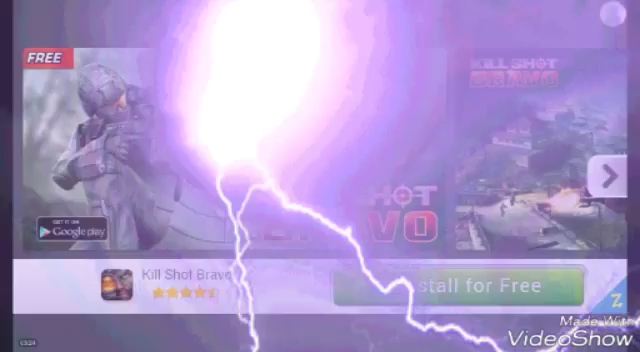 FREE
KILL SHOT
BRAVO
GET IT ON
Google play
SHOT
AVO
Kill Shot Bravo
stall for Free
Z
Made With
VideoShow